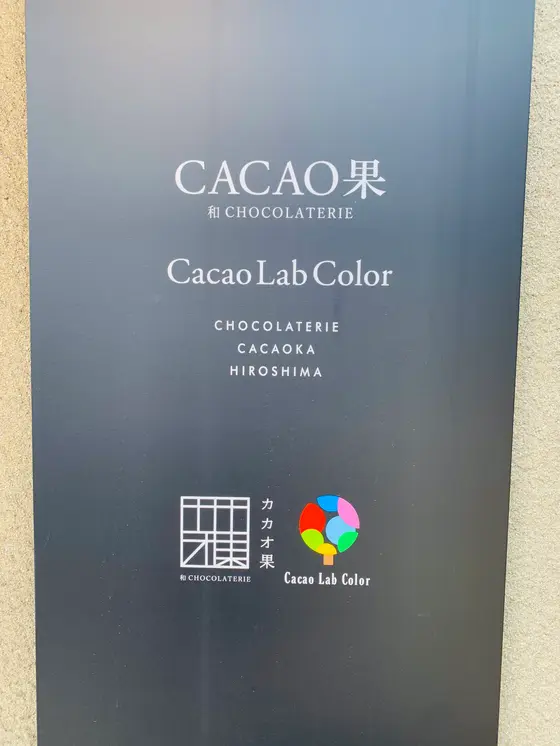 CACAO果
和 CHOCOLATERIE
Cacao Lab Color
CHOCOLATERIE
CACAOKA
HIROSHIMA
カカオ果
和 CHOCOLATERIE
Cacao Lab Color